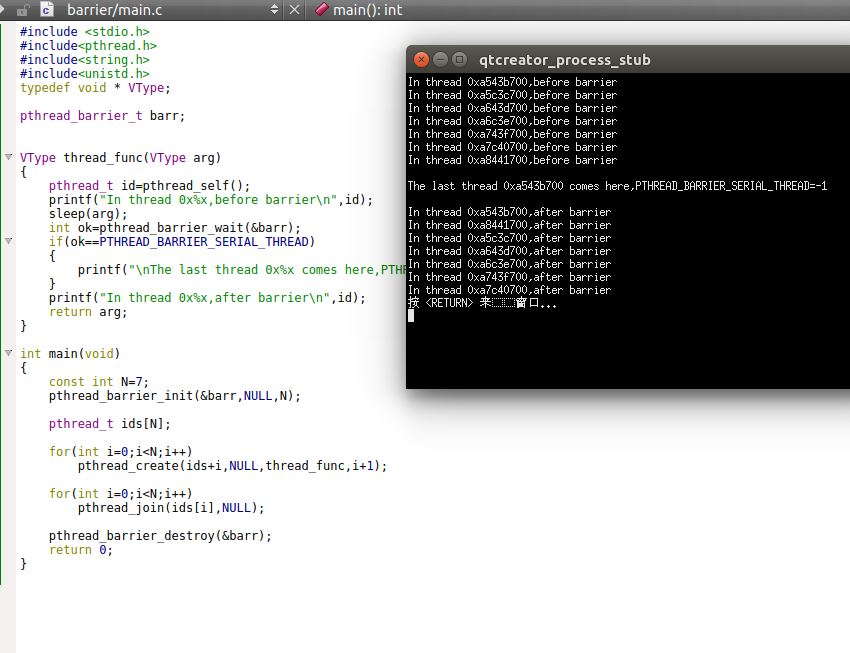 barrier/main.c main(): int
#include <stdio.h>
#include<pthread.h>
#include<string.h>
#include<unistd.h>
typedef void * VType;
pthread_barrier_t barr;
VType thread_func(VType arg)
{
pthread_t id=pthread_self();
printf("In thread 0x%x,before barrier\n",id);
sleep(arg);
int ok=pthread_barrier_wait(&barr);
if(ok==PTHREAD_BARRIER_SERIAL_THREAD)
{
printf("\nThe last thread 0x%x comes here,PTHR
}
printf("In thread 0x%x,after barrier\n",id);
return arg;
}
int main(void)
{
const int N=7;
pthread_barrier_init(&barr,NULL,N);
pthread_t ids[N];
for(int i=0;i<N;i++)
pthread_create(ids+i,NULL,thread_func,i+1);
for(int i=0;i<N;i++)
pthread_join(ids[i],NULL);
pthread_barrier_destroy(&barr);
return 0;
}
qtcreator_process_stub
In thread 0xa543b700,before barrier
In thread 0xa5c3c700,before barrier
In thread 0xa643d700,before barrier
In thread 0xa6c3e700,before barrier
In thread 0xa743f700,before barrier
In thread 0xa7c40700,before barrier
In thread 0xa8441700,before barrier
The last thread 0xa543b700 comes here,PTHREAD_BARRIER_SERIAL_THREAD=-1
In thread 0xa543b700,after barrier
In thread 0xa8441700,after barrier
In thread 0xa5c3c700,after barrier
In thread 0xa643d700,after barrier
In thread 0xa6c3e700,after barrier
In thread 0xa743f700,after barrier
In thread 0xa7c40700,after barrier
按 <RETURN> 来窗口...